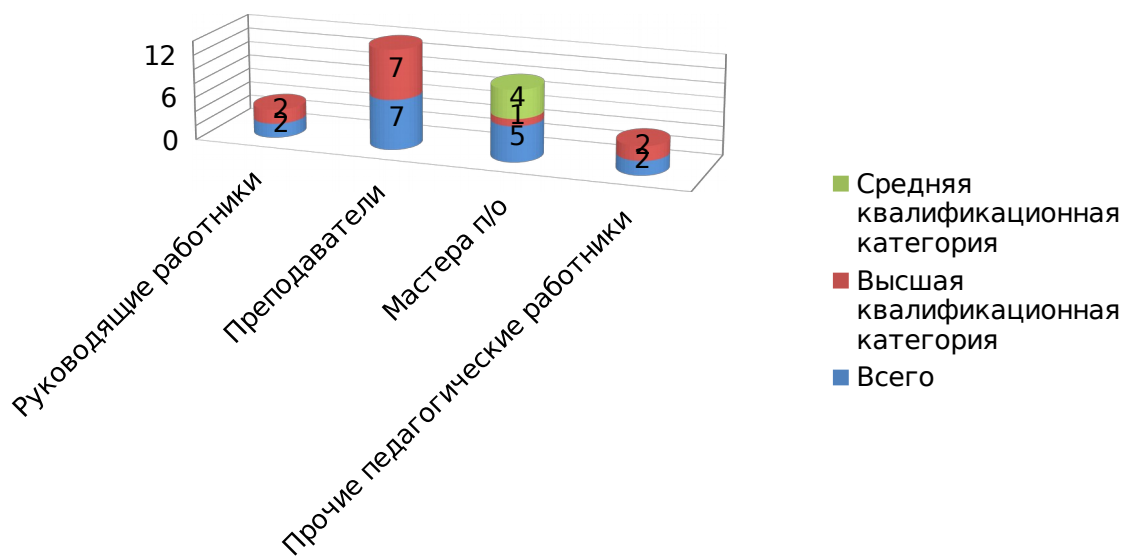 12
6
0
2
2
7
7
4
1
5
2
2
Руководящие работники
Преподаватели
Мастера п/о
Прочие педагогические работники
Средняя
квалификационная
категория
Высшая
квалификационная
категория
Всего